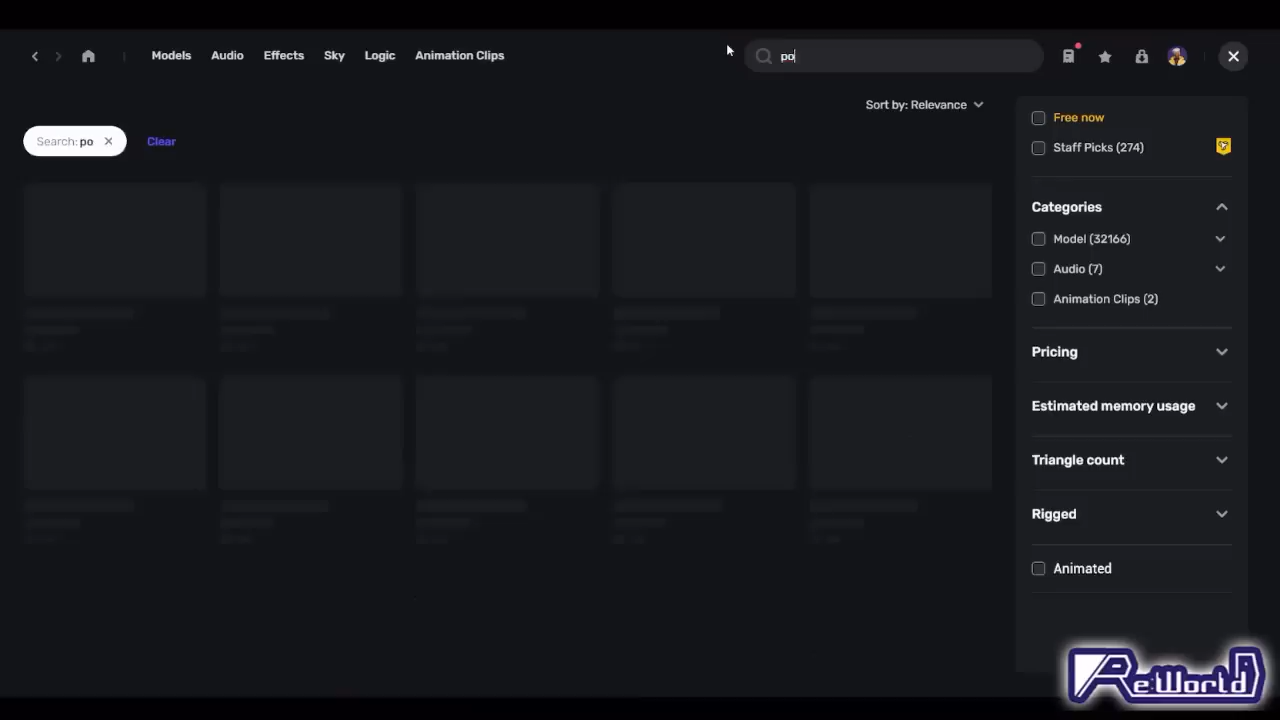 Models Audio Effects Sky Logic Animation Clips
po
Sort by: Relevance
Search: po
Clear
Free now
Staff Picks (274)
Categories
Model (32166)
Audio (7)
Animation Clips (2)
Pricing
Estimated memory usage
Triangle count
Rigged
Animated
ReWorld